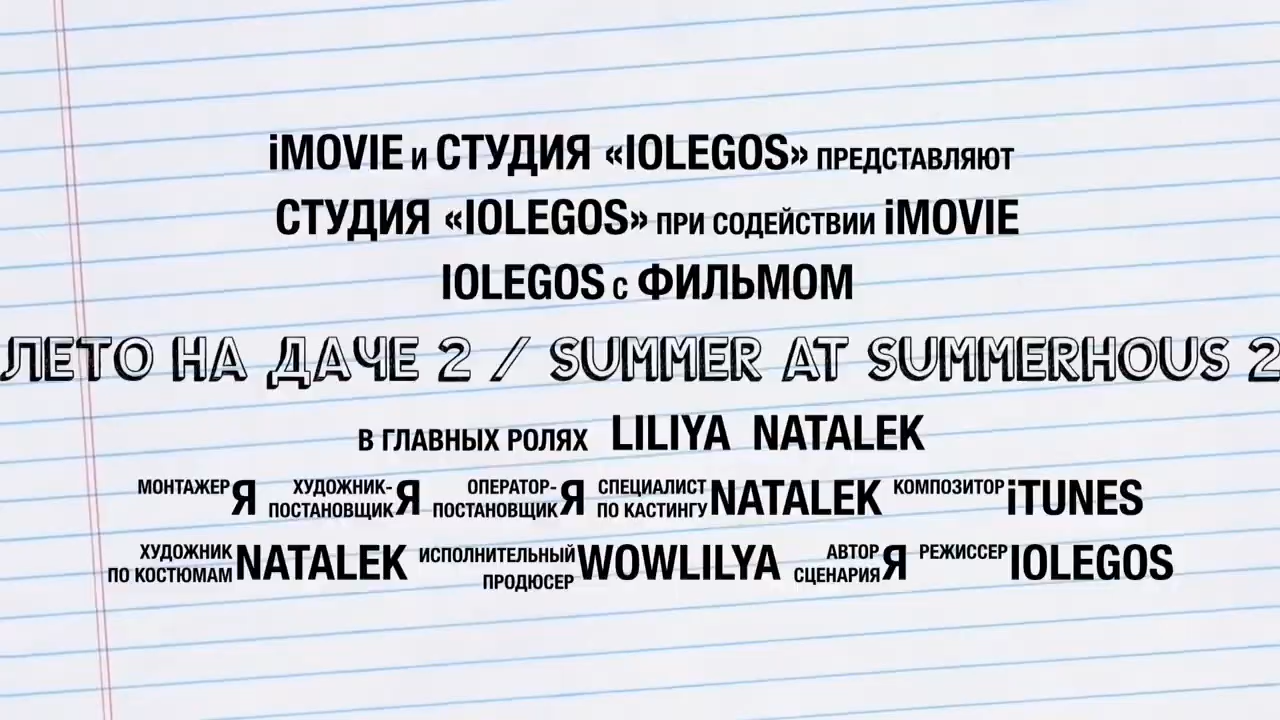 iMOVIE и СТУДИЯ «IOLEGOS» ПРЕДСТАВЛЯЮТ
СТУДИЯ «IOLEGOS» ПРИ СОДЕЙСТВИИ iMOVIE
IOLEGOS с ФИЛЬМОМ
ЛЕТО НА ДАЧЕ 2 / SUMMER AT SUMMERHOUS 2
В ГЛАВНЫХ РОЛЯХ LILIYA NATALEK
МОНТАЖЕР Я ХУДОЖНИК-ПОСТАНОВЩИК Я ОПЕРАТОР-ПОСТАНОВЩИК Я СПЕЦИАЛИСТ ПО КАСТИНГУ NATALEK КОМПОЗИТОР iTUNES
ХУДОЖНИК ПО КОСТЮМАМ NATALEK ИСПОЛНИТЕЛЬНЫЙ ПРОДЮСЕР WOWLILYA АВТОР СЦЕНАРИЯ Я РЕЖИССЕР IOLEGOS